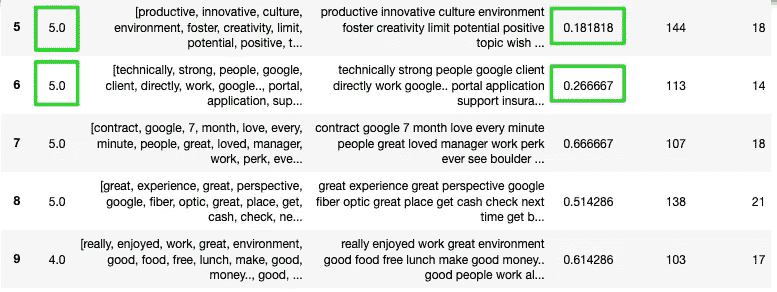 5 5.0 [productive, innovative, culture, environment, foster, creativity, limit, potential, positive, t... productive innovative culture environment foster creativity limit potential positive topic wish ... 0.181818 144 18
6 5.0 [technically, strong, people, google, client, directly, work, google.., portal, application, sup... technically strong people google client directly work google.. portal application support insura... 0.266667 113 14
7 5.0 [contract, google, 7, month, love, every, minute, people, great, loved, manager, work, perk, eve... contract google 7 month love every minute people great loved manager work perk ever see boulder ... 0.666667 107 18
8 5.0 [great, experience, great, perspective, google, fiber, optic, great, place, get, cash, check, ne... great experience great perspective google fiber optic great place get cash check next time get b... 0.514286 138 21
9 4.0 [really, enjoyed, work, great, environment, good, food, free, lunch, make, good, money.., good, ... really enjoyed work great environment good food free lunch make good money.. good people work al... 0.614286 103 17